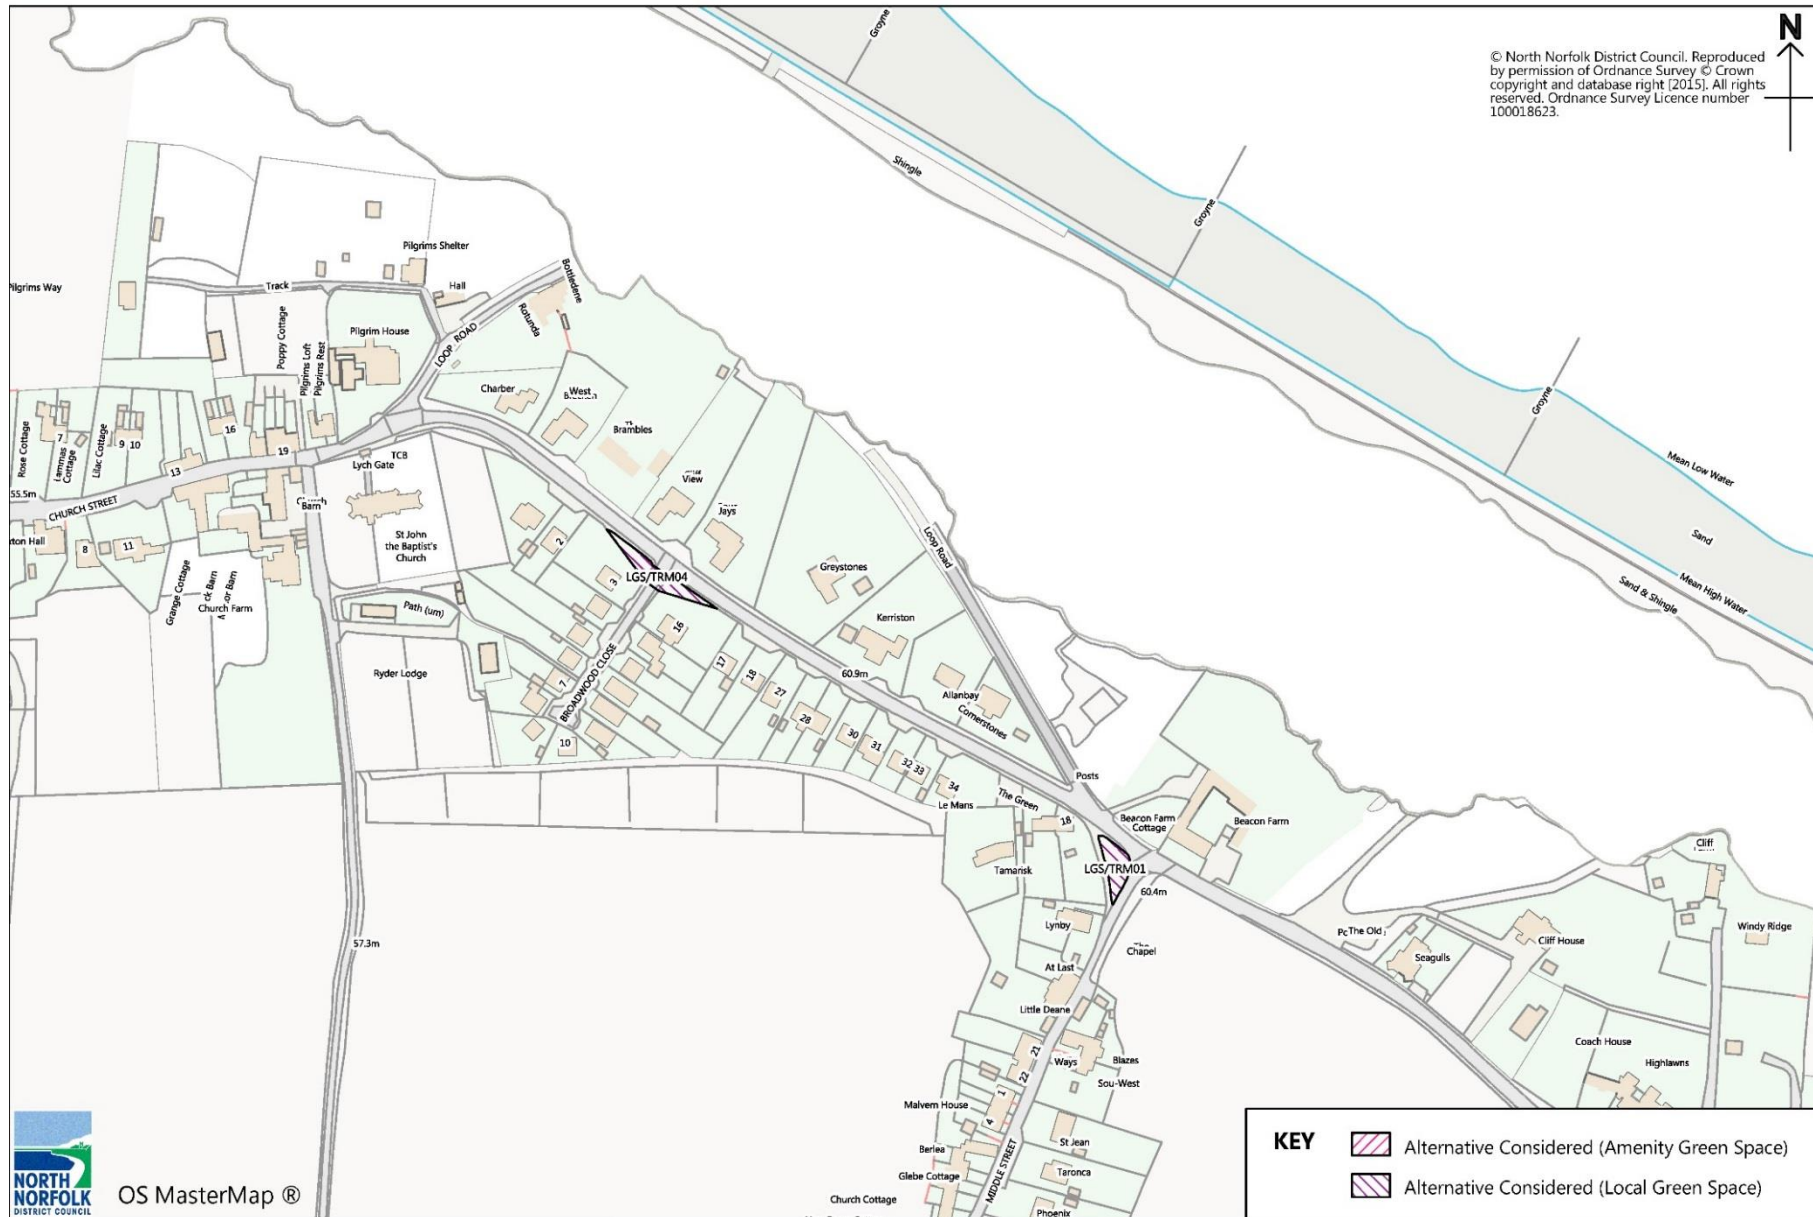 N
© North Norfolk District Council. Reproduced
by permission of Ordnance Survey © Crown
copyright and database right [2015]. All rights
reserved. Ordnance Survey Licence number
100018623.
Groyne
Shingle
Groyne
Groyne
Mean Low Water
Sand
Mean High Water
Sand & Shingle
Pilgrims Shelter
Hall
Track
Pilgrims Way
Bottledene
Rotunda
LOOP ROAD
Poppy Cottage
Pilgrims Loft
Pilgrims Rest
Pilgrim House
Charber
West
Brambles
View
Jays
Greystones
Kerriston
Allanbay
Cornerstones
Loop Road
Rose Cottage
7
Lammas
Cottage
Lilac Cottage
9
10
16
13
19
55.5m
CHURCH STREET
8
11
Hall
Barn
Lych Gate
TCB
St John
the Baptist's
Church
Grange Cottage
Barn
Barn
Church Farm
Path (um)
Ryder Lodge
57.3m
2
3
LGS/TRM04
BROADWOOD CLOSE
7
10
16
17
18
27
28
30
31
32
33
34
60.9m
Le Mans
The Green
18
Posts
Beacon Farm
Cottage
Beacon Farm
LGS/TRM01
60.4m
Tamarisk
Lynby
Chapel
At Last
Little Deane
21
22
Ways
Blazes
Sou-West
1
4
Malvern House
St Jean
Berlea
Glebe Cottage
Taronca
MIDDLE STREET
Church Cottage
Phoenix
The Old
Seagulls
Cliff House
Cliff
Windy Ridge
Coach House
Highlawns
KEY
Alternative Considered (Amenity Green Space)
Alternative Considered (Local Green Space)
NORTH
NORFOLK
DISTRICT COUNCIL
OS MasterMap ®